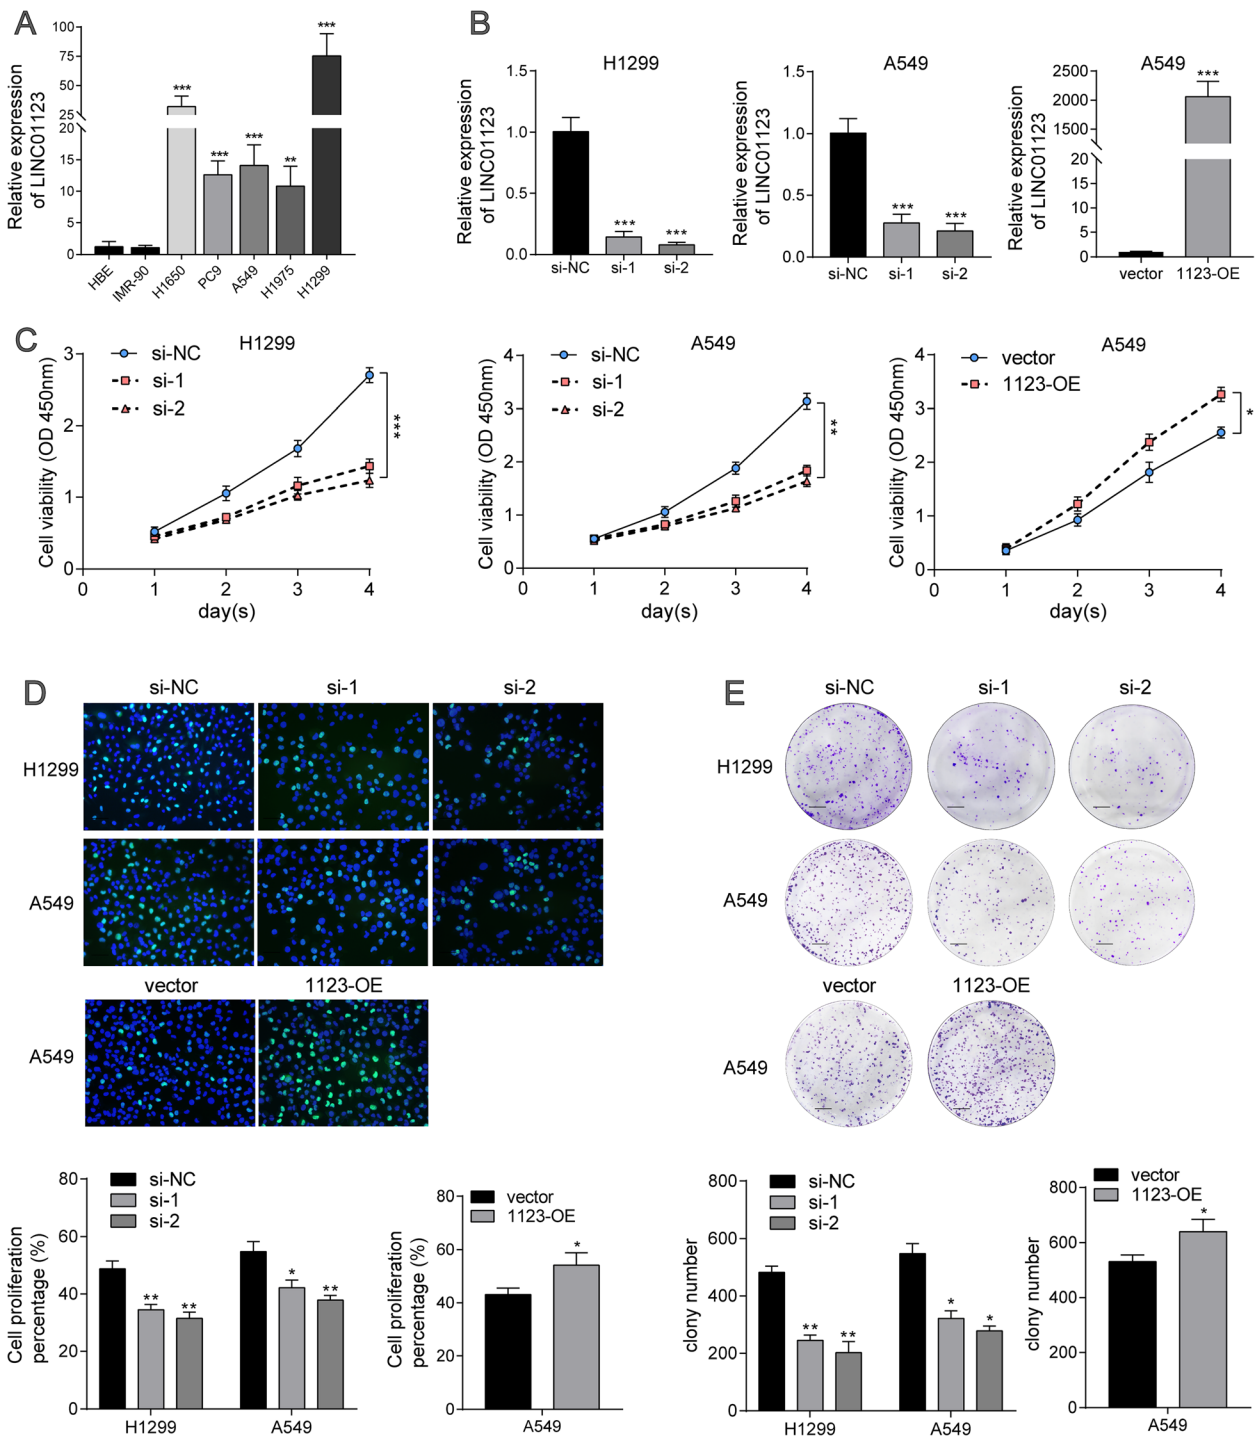 A
Relative expression
of LINC01123
100
75
50
25
20
15
10
5
0
***
***
***
**
***
HBE
IMR-90
H1650
PC9
A549
H1975
H1299
B
H1299
Relative expression
of LINC01123
1.5
1.0
0.5
0.0
***
***
si-NC
si-1
si-2
A549
Relative expression
of LINC01123
1.5
1.0
0.5
0.0
***
***
si-NC
si-1
si-2
A549
Relative expression
of LINC01123
2500
2000
1500
20
15
10
5
0
***
vector
1123-OE
C
H1299
si-NC
si-1
si-2
Cell viability (OD 450nm)
3
2
1
0
***
0 1 2 3 4
day(s)
A549
si-NC
si-1
si-2
Cell viability (OD 450nm)
4
3
2
1
0
**
0 1 2 3 4
day(s)
A549
vector
1123-OE
Cell viability (OD 450nm)
4
3
2
1
0
*
0 1 2 3 4
day(s)
D
si-NC si-1 si-2
H1299
A549
vector 1123-OE
A549
si-NC
si-1
si-2
Cell proliferation
percentage (%)
80
60
40
20
0
**
**
*
**
H1299 A549
vector
1123-OE
Cell proliferation
percentage (%)
80
60
40
20
0
*
A549
E
si-NC si-1 si-2
H1299
A549
vector 1123-OE
A549
si-NC
si-1
si-2
clony number
800
600
400
200
0
**
**
*
*
H1299 A549
vector
1123-OE
clony number
800
600
400
200
0
*
A549